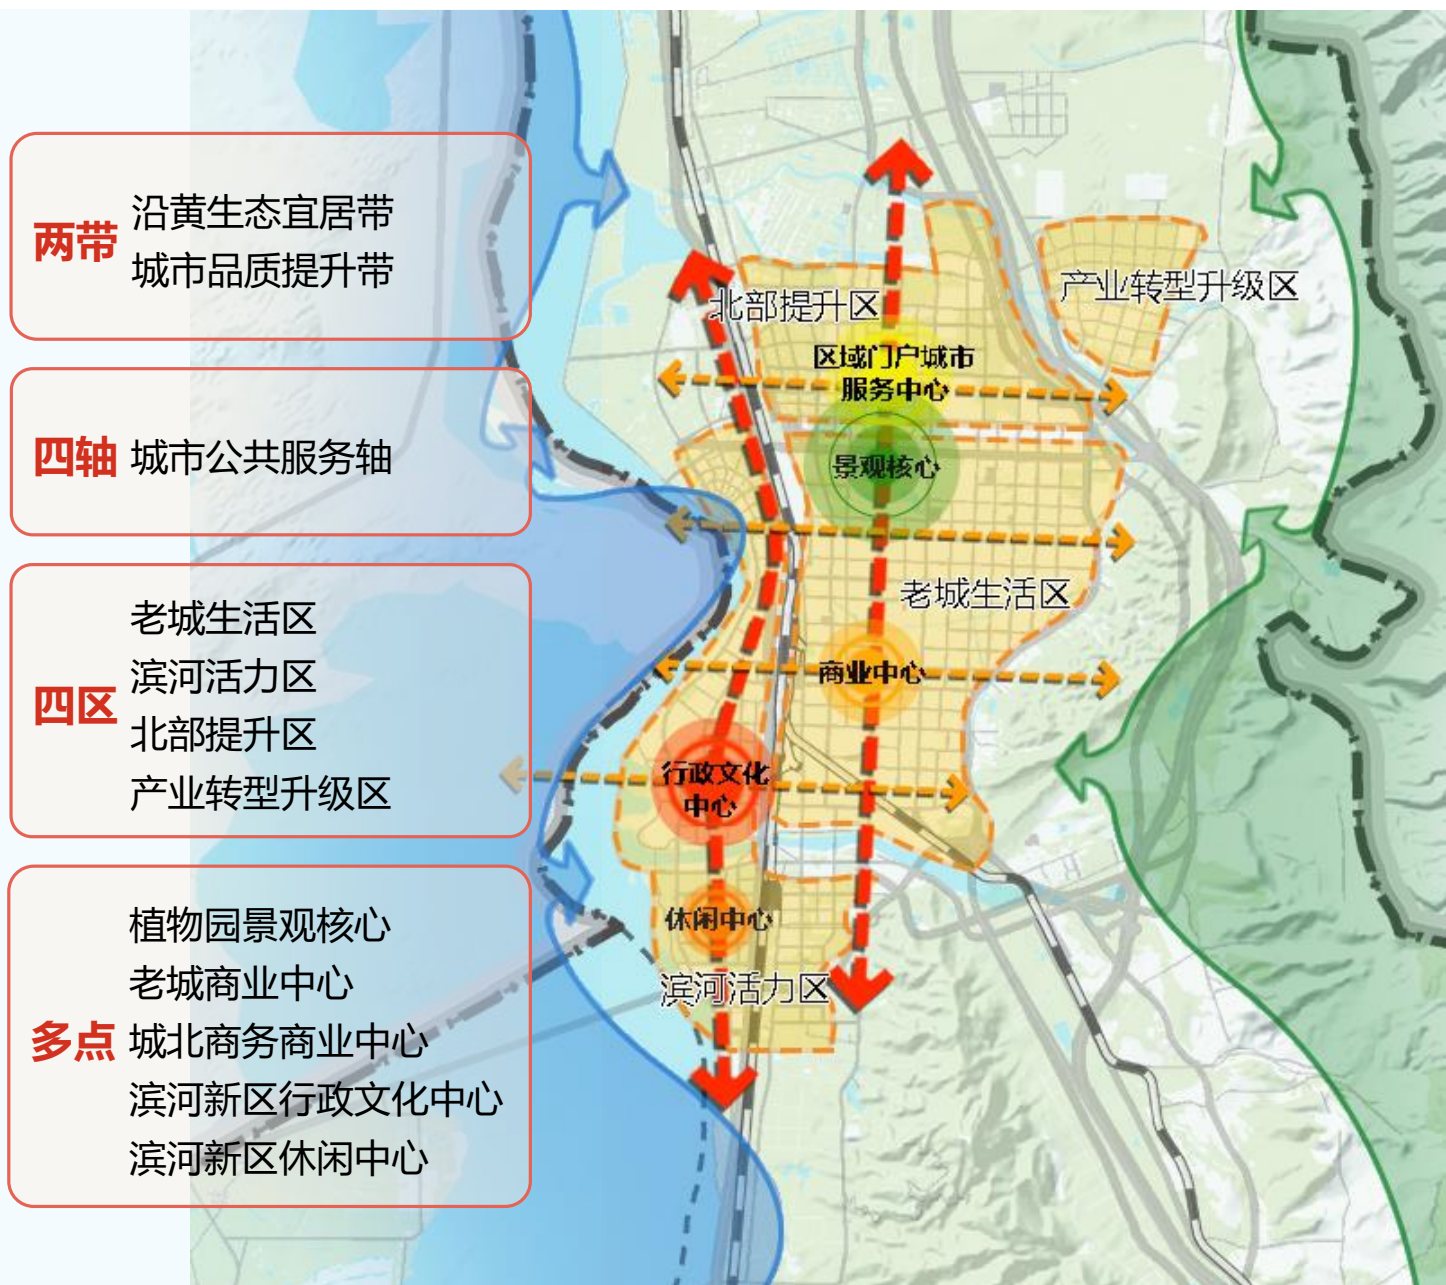 两带
沿黄生态宜居带
城市品质提升带
四轴
城市公共服务轴
四区
老城生活区
滨河活力区
北部提升区
产业转型升级区
多点
植物园景观核心
老城商业中心
城北商务商业中心
滨河新区行政文化中心
滨河新区休闲中心
产业转型升级区
北部提升区
区域门户城市
服务中心
景观核心
老城生活区
商业中心
行政文化
中心
休闲中心
滨河活力区